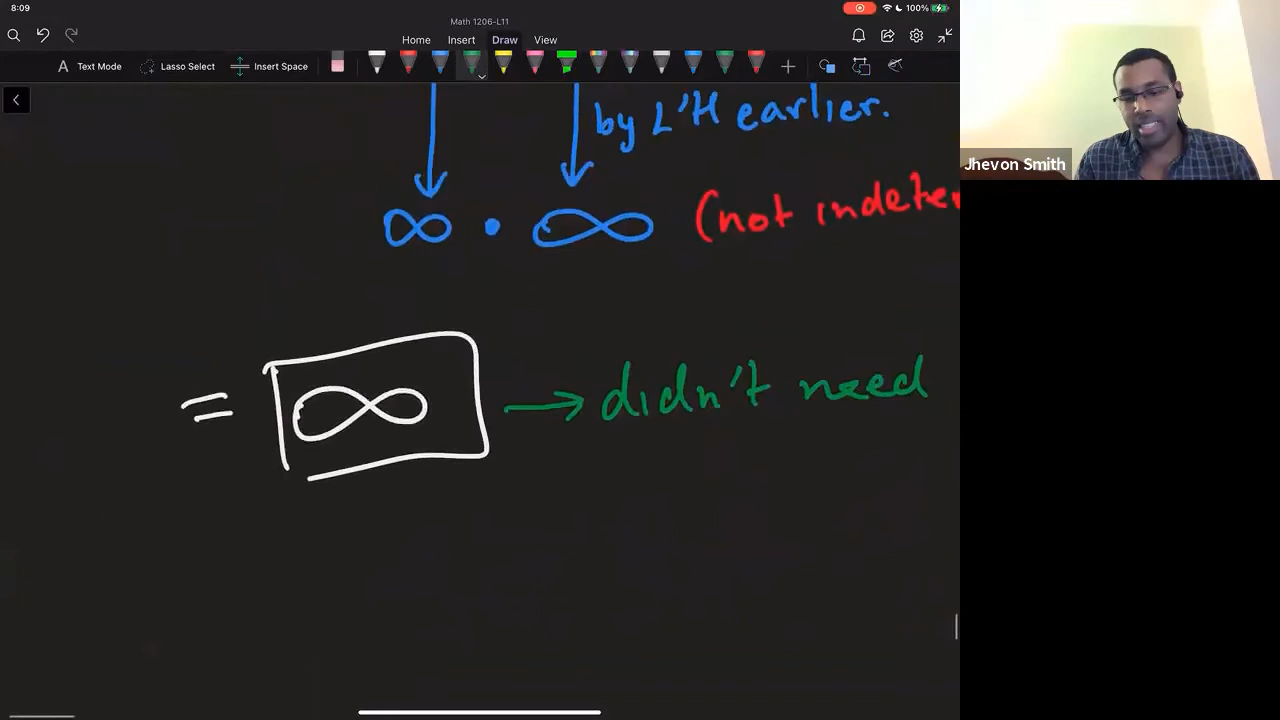 8:09
100%
Math 1206-L11
Home Insert Draw View
Text Mode Lasso Select Insert Space
by L'H earlier.
∞ · ∞ (not indeter
= ∞ → didn't need
Jhevon Smith